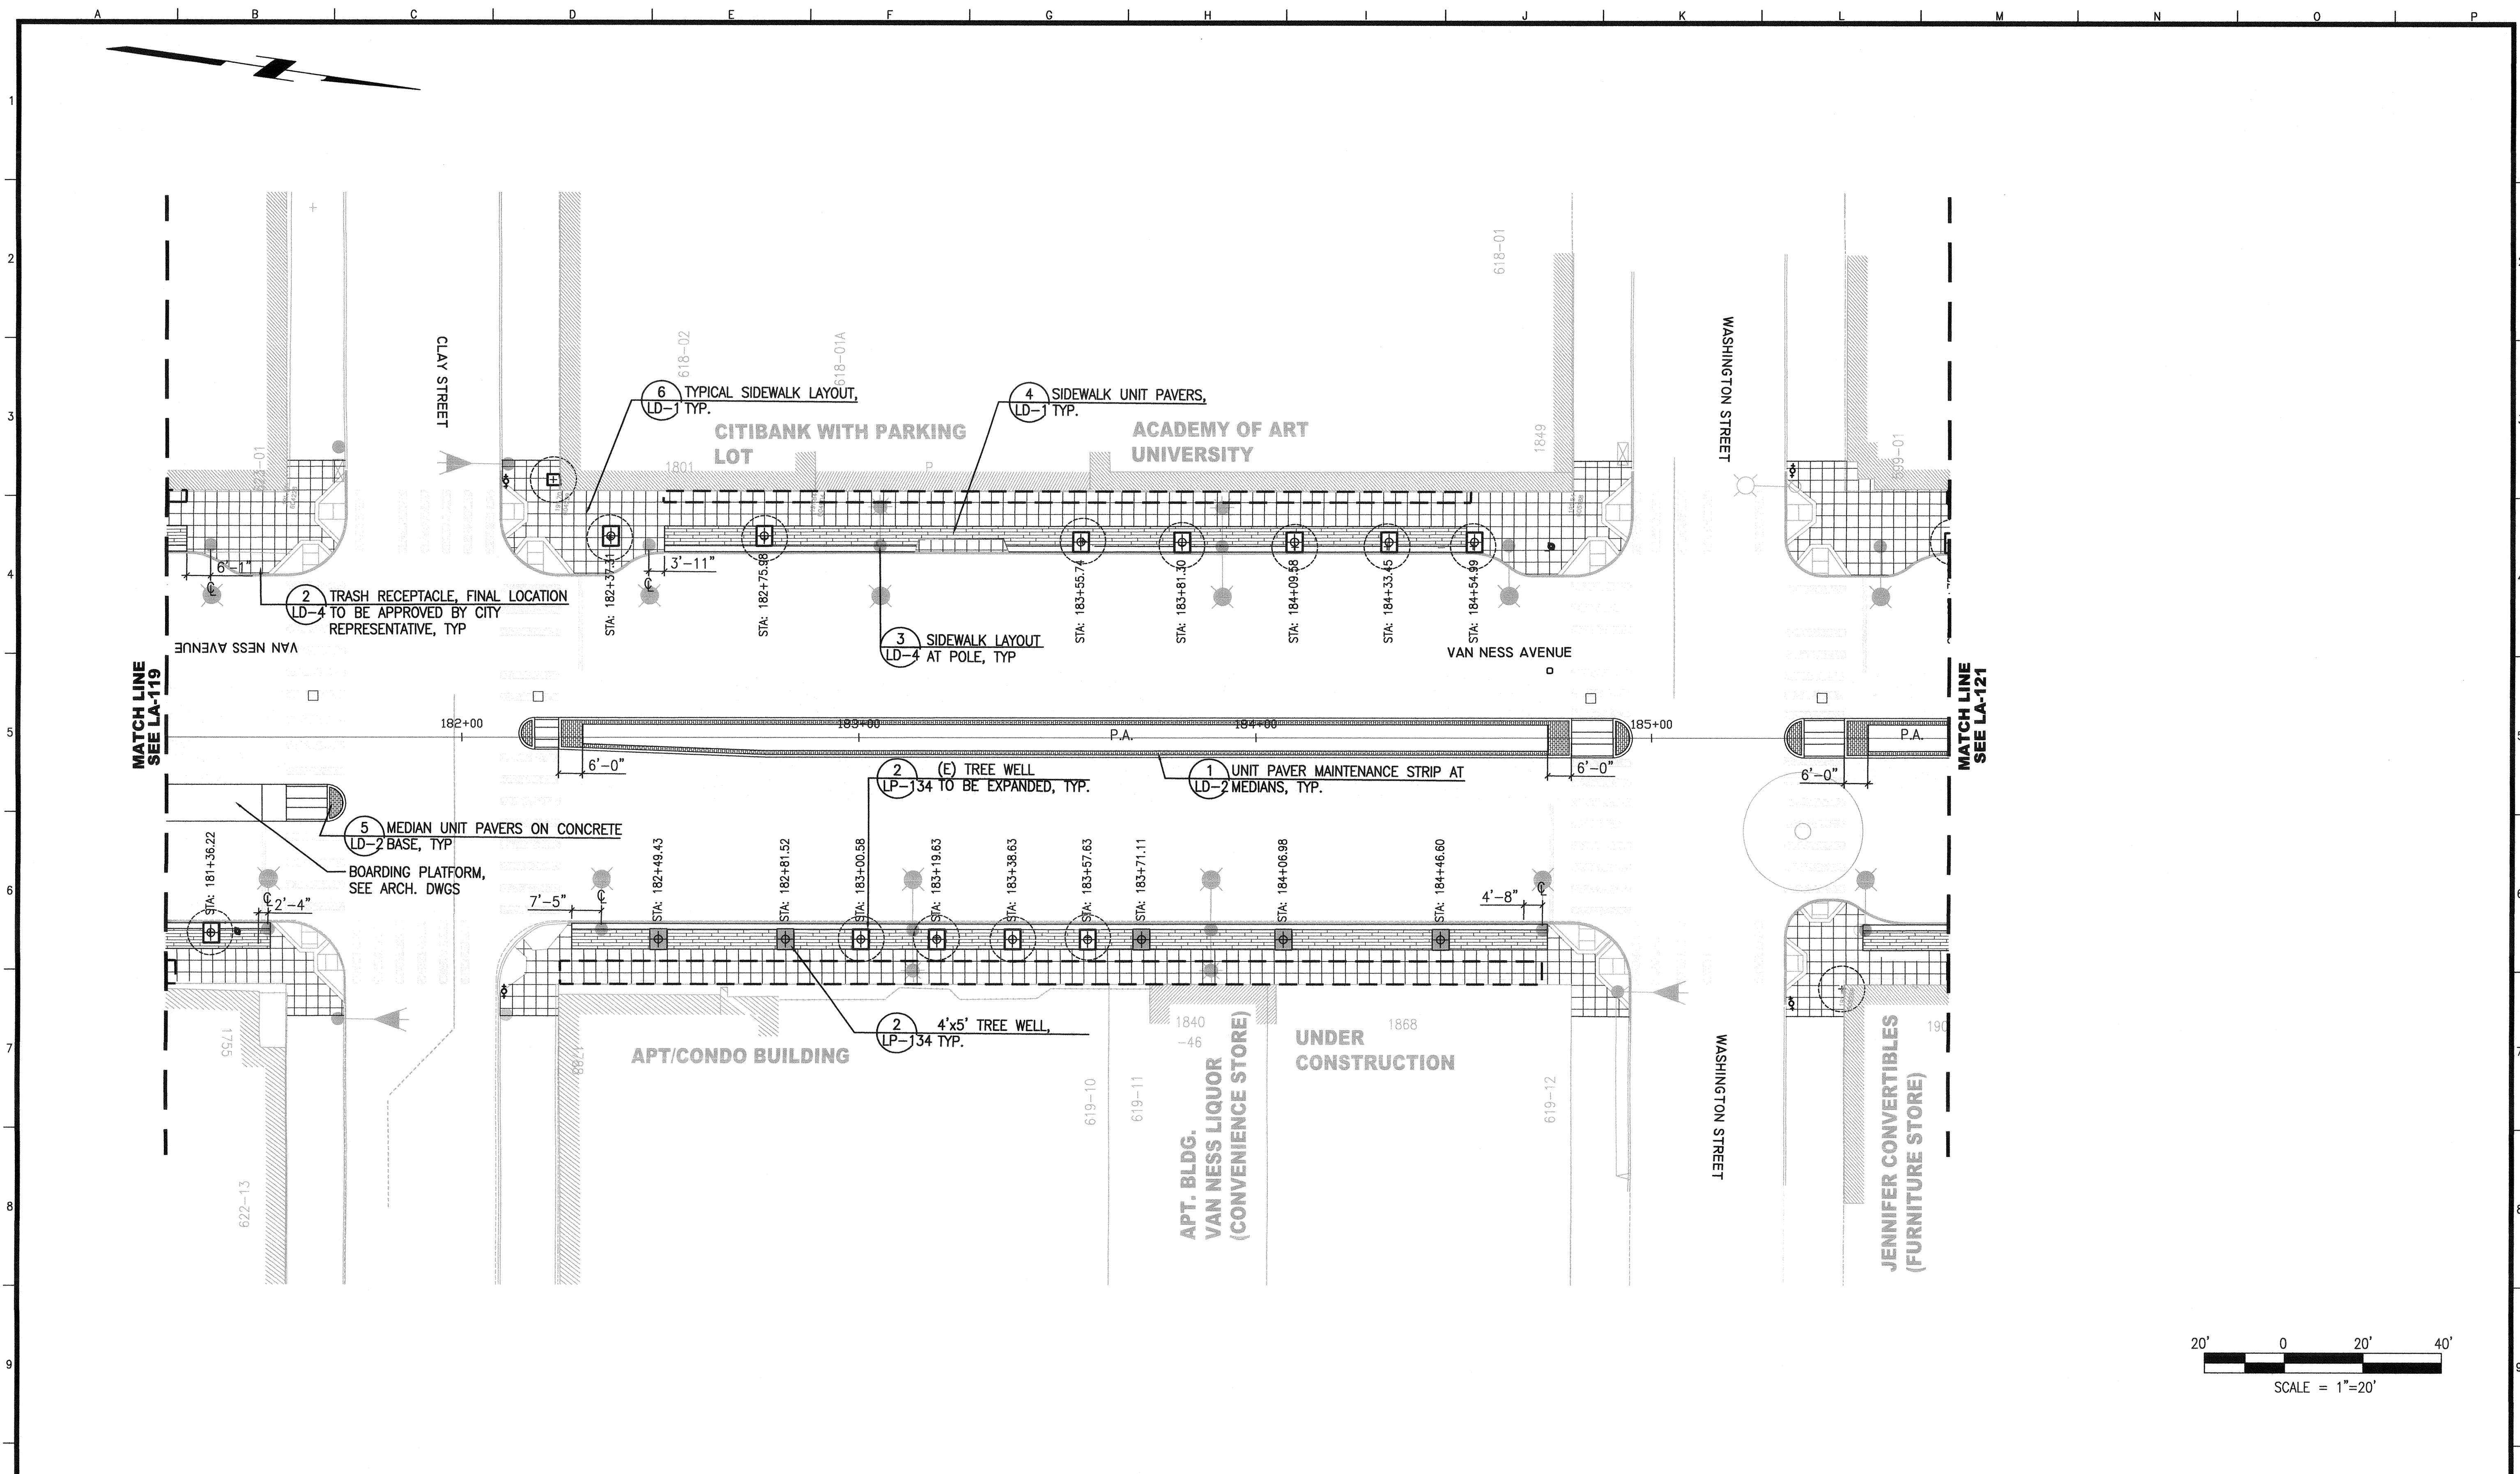 A B C D E F G H I J K L M N O P
1
2
3
4
5
6
7
8
9
CLAY STREET
WASHINGTON STREET
618-02
618-01A
618-01
6 TYPICAL SIDEWALK LAYOUT,
LD-1 TYP.
4 SIDEWALK UNIT PAVERS,
LD-1 TYP.
CITIBANK WITH PARKING
LOT
ACADEMY OF ART
UNIVERSITY
1801
P
1849
599-01
6'-1"
3'-11"
STA: 182+37.31
STA: 182+75.98
STA: 183+55.74
STA: 183+81.30
STA: 184+09.58
STA: 184+33.45
STA: 184+54.99
2 TRASH RECEPTACLE, FINAL LOCATION
LD-4 TO BE APPROVED BY CITY
REPRESENTATIVE, TYP
3 SIDEWALK LAYOUT
LD-4 AT POLE, TYP
VAN NESS AVENUE
VAN NESS AVENUE
MATCH LINE
SEE LA-119
MATCH LINE
SEE LA-121
182+00
183+00
184+00
185+00
P.A.
P.A.
6'-0"
6'-0"
6'-0"
2 (E) TREE WELL
LP-134 TO BE EXPANDED, TYP.
1 UNIT PAVER MAINTENANCE STRIP AT
LD-2 MEDIANS, TYP.
5 MEDIAN UNIT PAVERS ON CONCRETE
LD-2 BASE, TYP
BOARDING PLATFORM,
SEE ARCH. DWGS
STA: 181+36.22
STA: 182+49.43
STA: 182+81.52
STA: 183+00.58
STA: 183+19.63
STA: 183+38.63
STA: 183+57.63
STA: 183+71.11
STA: 184+06.98
STA: 184+46.60
2'-4"
7'-5"
4'-8"
2 4'x5' TREE WELL,
LP-134 TYP.
1755
APT/CONDO BUILDING
1840
-46
1868
UNDER
CONSTRUCTION
190
619-10
619-11
619-12
622-13
APT. BLDG.
VAN NESS LIQUOR
(CONVENIENCE STORE)
WASHINGTON STREET
JENNIFER CONVERTIBLES
(FURNITURE STORE)
20' 0 20' 40'
SCALE = 1"=20'